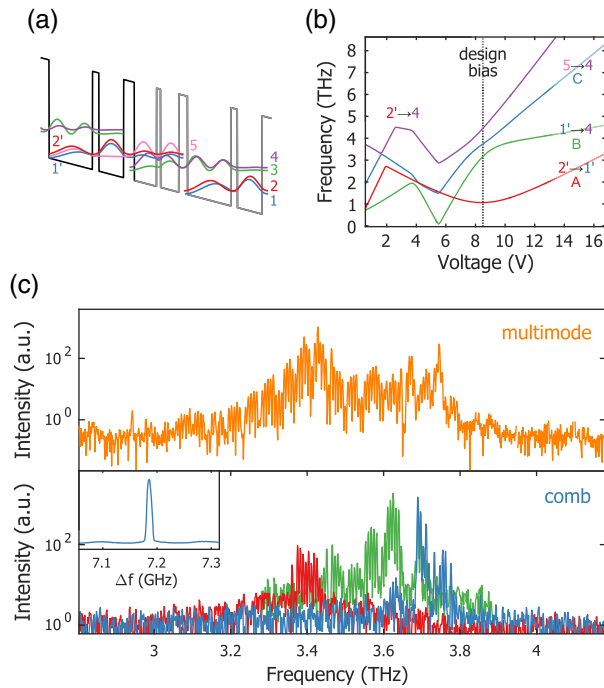 (a)
2'
1'
5
4
3
2
1
(b)
Frequency (THz)
8
7
6
5
4
3
2
1
0
design
bias
2'→4
5→4
C
1'→4
B
2'→1'
A
2 4 6 8 10 12 14 16
Voltage (V)
(c)
Intensity (a.u.)
10²
10⁰
multimode
Intensity (a.u.)
10²
10⁰
comb
7.1 7.2 7.3
Δf (GHz)
3 3.2 3.4 3.6 3.8 4
Frequency (THz)